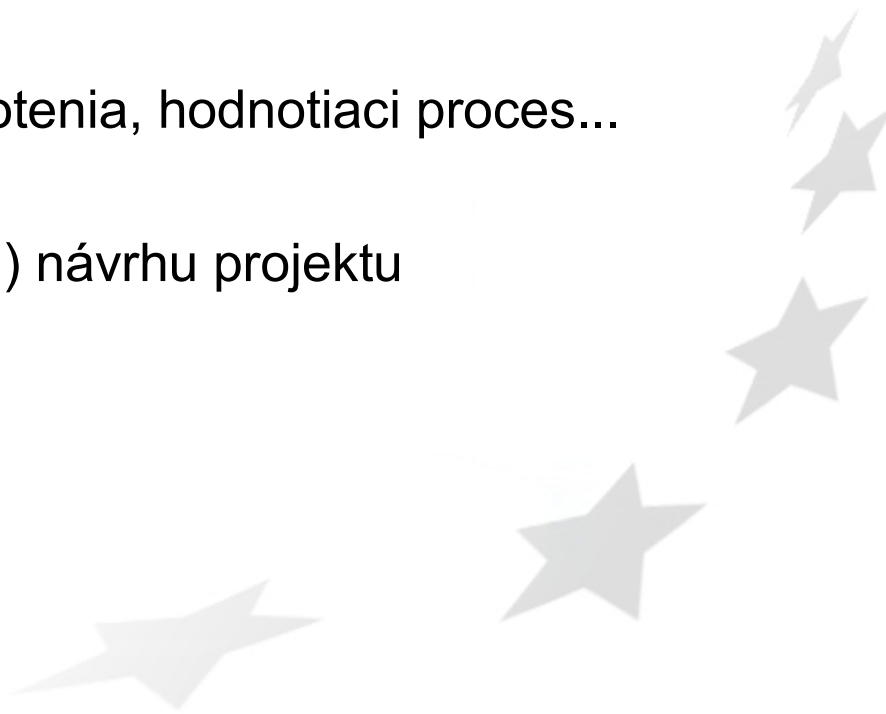 otenia, hodnotiaci proces...
) návrhu projektu